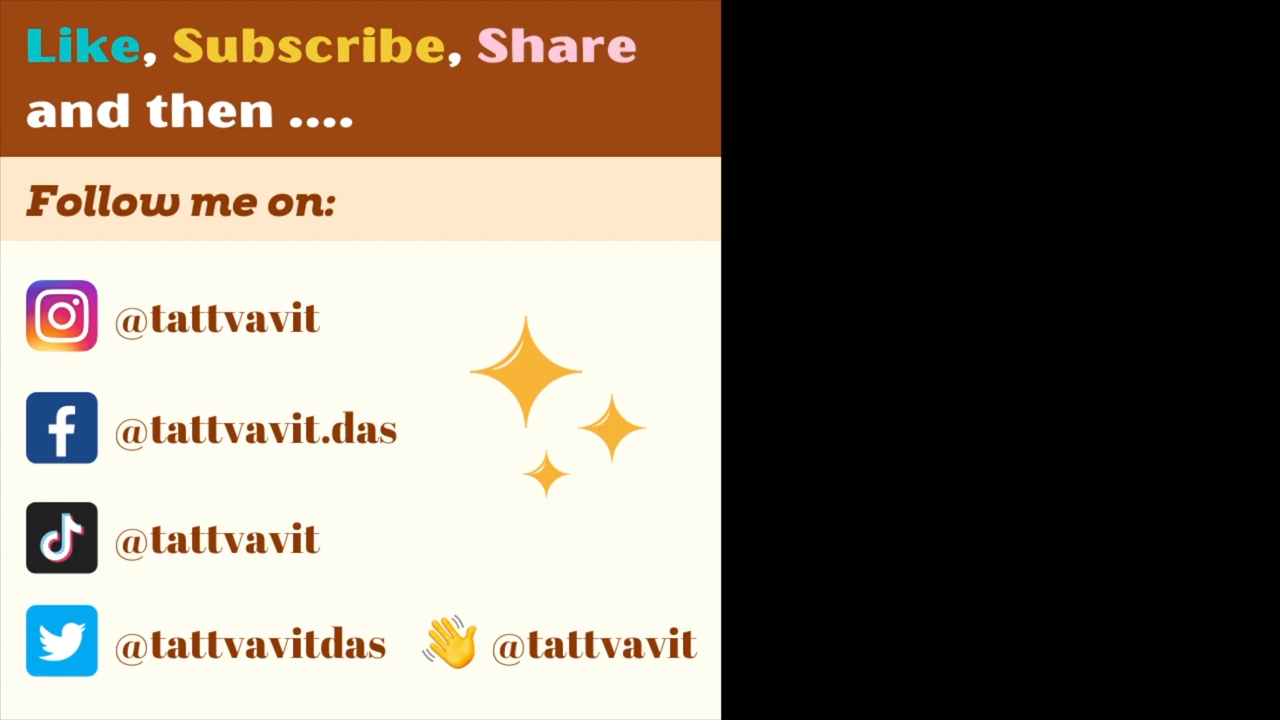 Like, Subscribe, Share
and then ....
Follow me on:
@tattvavit
@tattvavit.das
@tattvavit
@tattvavitdas @tattvavit